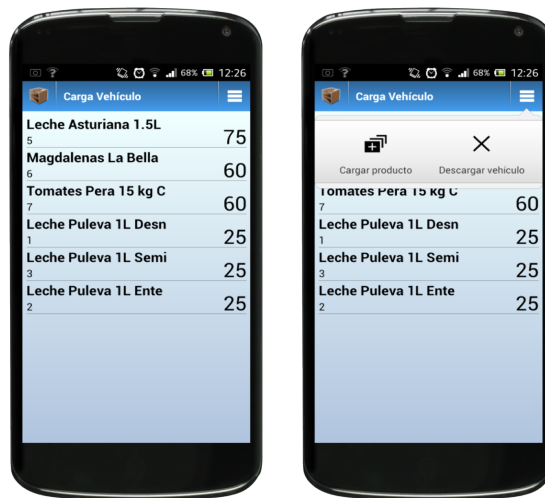 68% 12:26
Carga Vehículo
Leche Asturiana 1.5L
5
75
Magdalenas La Bella
6
60
Tomates Pera 15 kg C
7
60
Leche Puleva 1L Desn
1
25
Leche Puleva 1L Semi
3
25
Leche Puleva 1L Ente
2
25
68% 12:26
Carga Vehículo
Cargar producto
Descargar vehículo
Tomates Pera 15 kg C
7
60
Leche Puleva 1L Desn
1
25
Leche Puleva 1L Semi
3
25
Leche Puleva 1L Ente
2
25